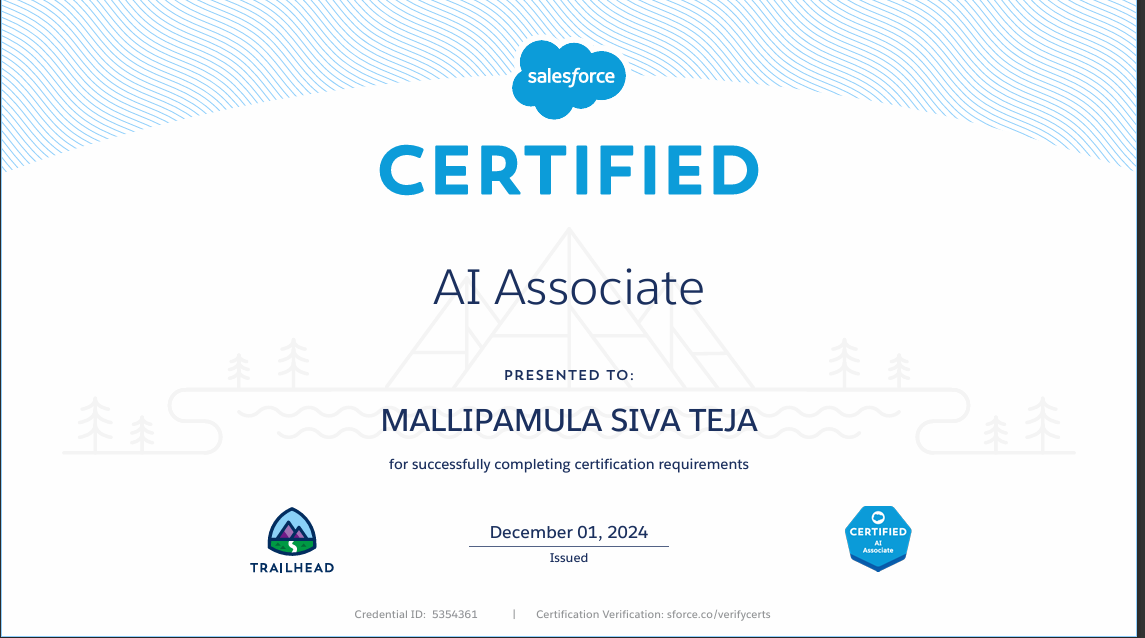 salesforce
CERTIFIED
AI Associate
PRESENTED TO:
MALLIPAMULA SIVA TEJA
for successfully completing certification requirements
TRAILHEAD
December 01, 2024
Issued
CERTIFIED
AI
Associate
Credential ID: 5354361 | Certification Verification: sforce.co/verifycerts